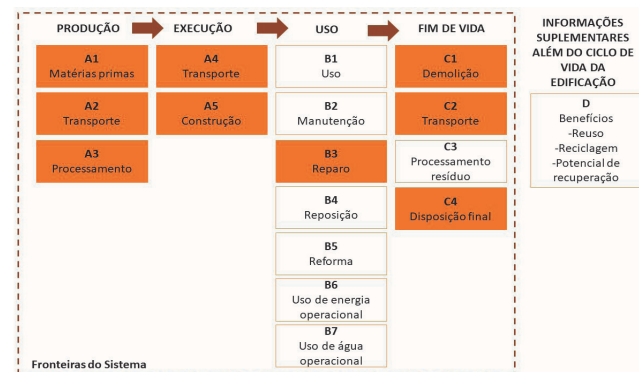 PRODUÇÃO
EXECUÇÃO
USO
FIM DE VIDA
A1
Matérias primas
A2
Transporte
A3
Processamento
A4
Transporte
A5
Construção
B1
Uso
B2
Manutenção
B3
Reparo
B4
Reposição
B5
Reforma
B6
Uso de energia
operacional
B7
Uso de água
operacional
C1
Demolição
C2
Transporte
C3
Processamento
resíduo
C4
Disposição final
Fronteiras do Sistema
INFORMAÇÕES
SUPLEMENTARES
ALÉM DO CICLO DE
VIDA DA
EDIFICAÇÃO
D
Benefícios
-Reuso
-Reciclagem
-Potencial de
recuperação